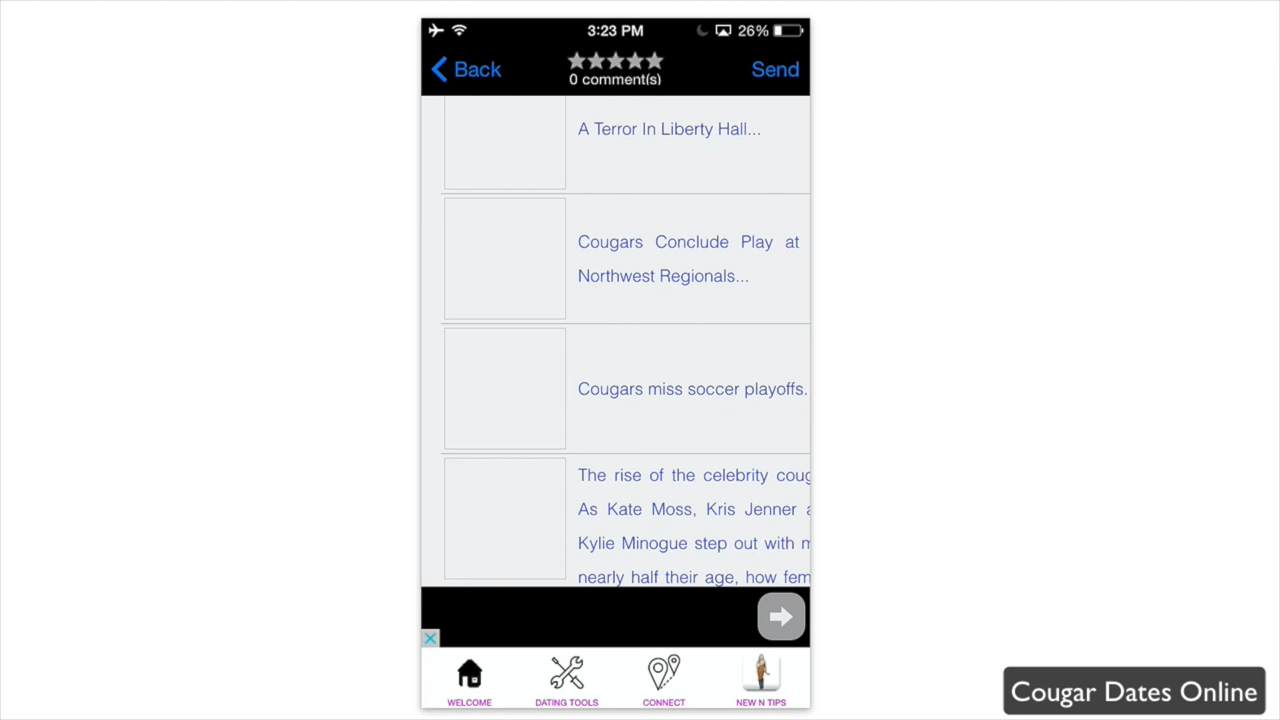 3:23 PM
26%
Back
0 comment(s)
Send
A Terror In Liberty Hall...
Cougars Conclude Play at
Northwest Regionals...
Cougars miss soccer playoffs.
The rise of the celebrity coug
As Kate Moss, Kris Jenner a
Kylie Minogue step out with m
nearly half their age, how fem
WELCOME
DATING TOOLS
CONNECT
NEW N TIPS
Cougar Dates Online